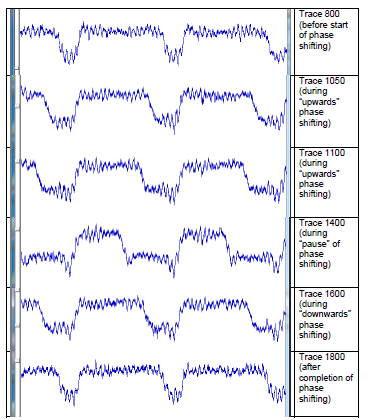 Trace 800
(before start
of phase
shifting)
Trace 1050
(during
"upwards"
phase
shifting)
Trace 1100
(during
"upwards"
phase
shifting)
Trace 1400
(during
"pause" of
phase
shifting)
Trace 1600
(during
"downwards"
phase
shifting)
Trace 1800
(after
completion of
phase
shifting)